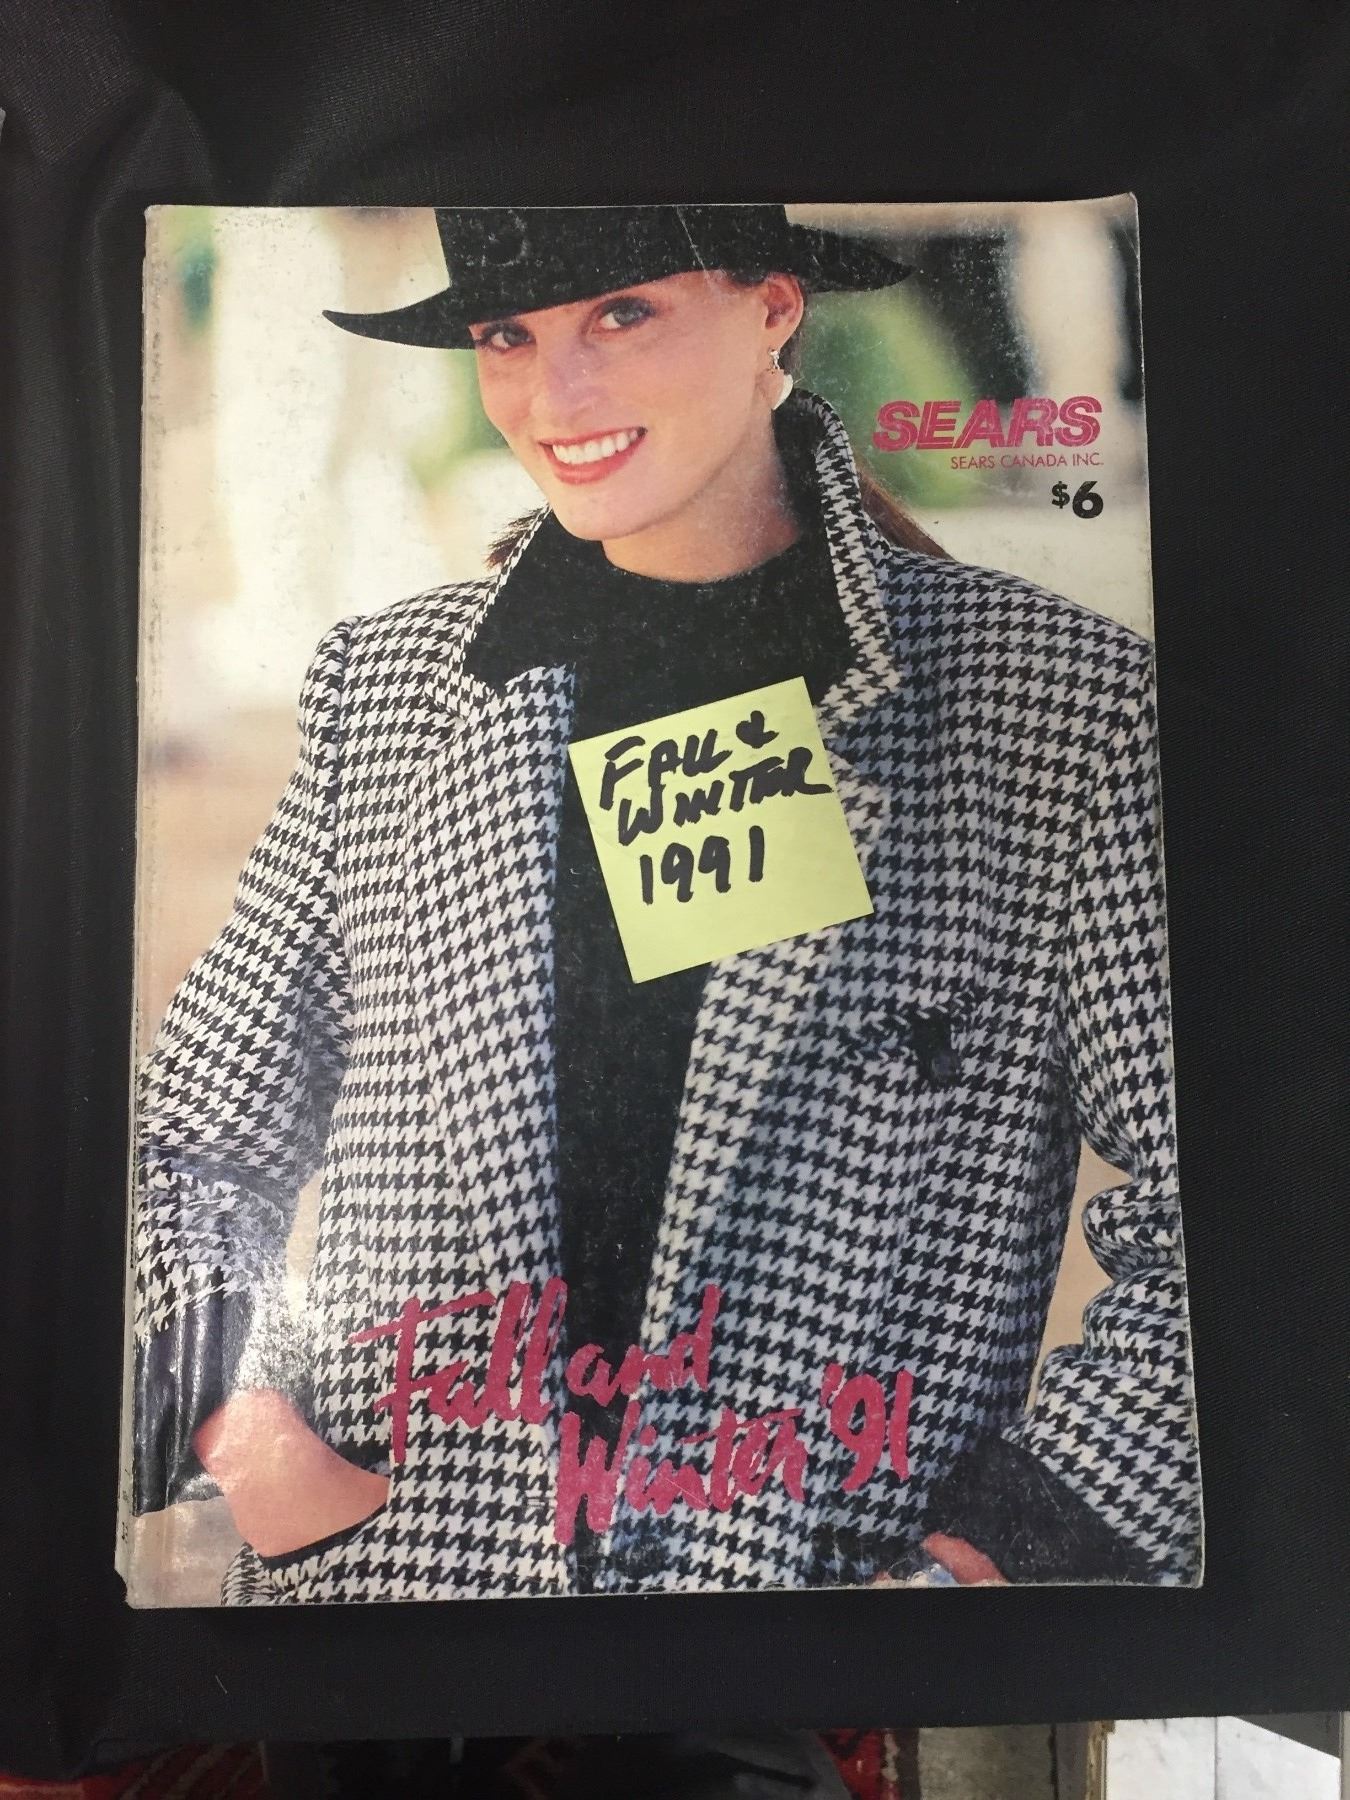 SEARS
SEARS CANADA INC.
$6
FALL &
WINTER
1991
Fall and
Winter '91